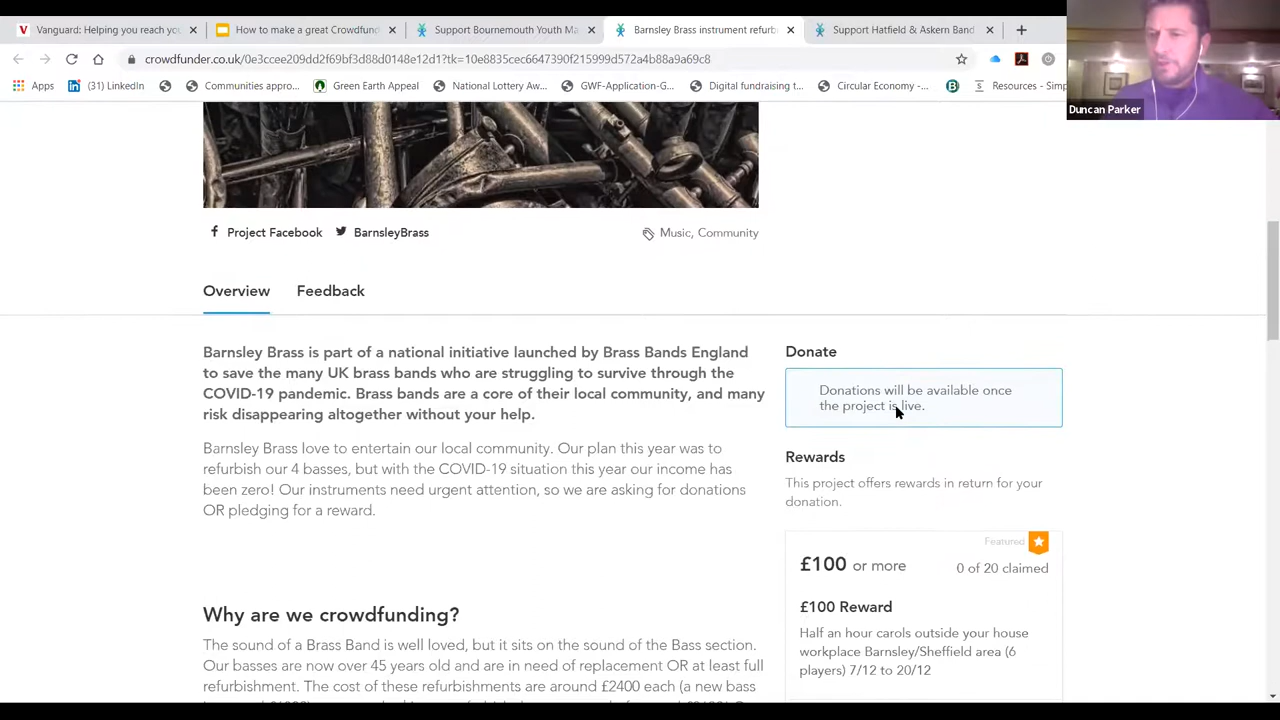 Vanguard: Helping you reach yo
How to make a great Crowdfund
Support Bournemouth Youth Ma
Barnsley Brass instrument refurb
Support Hatfield & Askern Band
crowdfunder.co.uk/0e3ccee209d12f69bf3d88d0148e12d1?tk=10e8835cec6647390f215999d572a4b88a9a69c8
Apps
(31) LinkedIn
Communities a pro...
Green Earth Appeal
National Lottery Aw...
GWF-Application-G...
Digital fundraising t...
Circular Economy -...
Resources - Simp
Duncan Parker
Project Facebook
BarnsleyBrass
Music, Community
Overview
Feedback
Barnsley Brass is part of a national initiative launched by Brass Bands England
to save the many UK brass bands who are struggling to survive through the
COVID-19 pandemic. Brass bands are a core of their local community, and many
risk disappearing altogether without your help.
Barnsley Brass love to entertain our local community. Our plan this year was to
refurbish our 4 basses, but with the COVID-19 situation this year our income has
been zero! Our instruments need urgent attention, so we are asking for donations
OR pledging for a reward.
Why are we crowdfunding?
The sound of a Brass Band is well loved, but it sits on the sound of the Bass section.
Our basses are now over 45 years old and are in need of replacement OR at least full
refurbishment. The cost of these refurbishments are around £2400 each (a new bass
Donate
Donations will be available once
the project is live.
Rewards
This project offers rewards in return for your
donation.
Featured
£100 or more
0 of 20 claimed
£100 Reward
Half an hour carols outside your house
workplace Barnsley/Sheffield area (6
players) 7/12 to 20/12